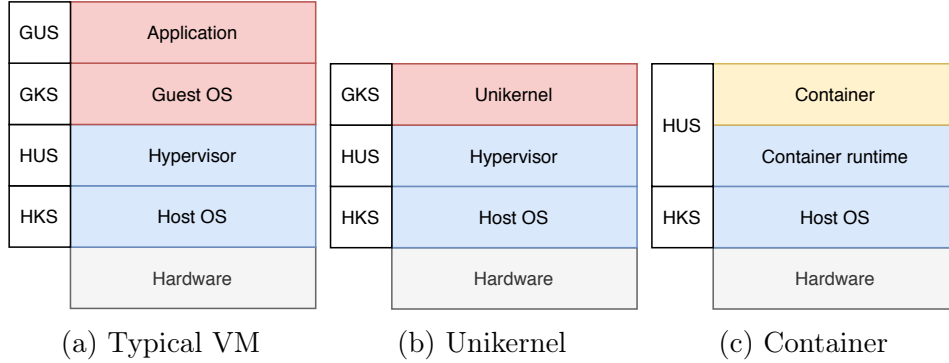 GUS Application
GKS Guest OS
HUS Hypervisor
HKS Host OS
Hardware
(a) Typical VM
GKS Unikernel
HUS Hypervisor
HKS Host OS
Hardware
(b) Unikernel
HUS Container
Container runtime
HKS Host OS
Hardware
(c) Container